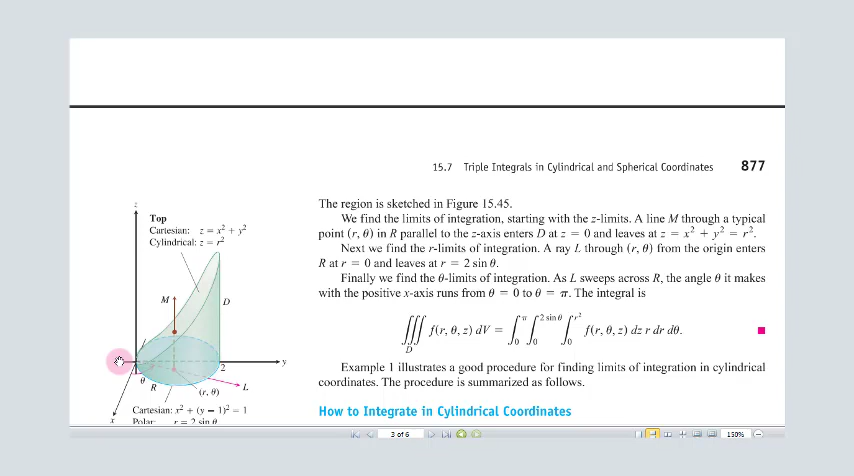 15.7 Triple Integrals in Cylindrical and Spherical Coordinates 877
z
Top
Cartesian: z = x² + y²
Cylindrical: z = r²
M
D
y
2
L
θ
R
(r, θ)
Cartesian: x² + (y − 1)² = 1
x
Polar: r = 2 sin θ
The region is sketched in Figure 15.45.
We find the limits of integration, starting with the z-limits. A line M through a typical
point (r, θ) in R parallel to the z-axis enters D at z = 0 and leaves at z = x² + y² = r².
Next we find the r-limits of integration. A ray L through (r, θ) from the origin enters
R at r = 0 and leaves at r = 2 sin θ.
Finally we find the θ-limits of integration. As L sweeps across R, the angle θ it makes
with the positive x-axis runs from θ = 0 to θ = π. The integral is
∭_D f(r, θ, z) dV = ∫₀^π ∫₀^{2 sin θ} ∫₀^{r²} f(r, θ, z) dz r dr dθ.
Example 1 illustrates a good procedure for finding limits of integration in cylindrical
coordinates. The procedure is summarized as follows.
How to Integrate in Cylindrical Coordinates
3 of 6
150%